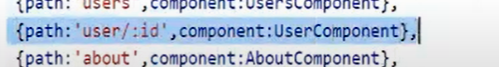 {path:'users',component:UsersComponent},
{path:'user/:id',component:UserComponent},
{path:'about',component:AboutComponent},